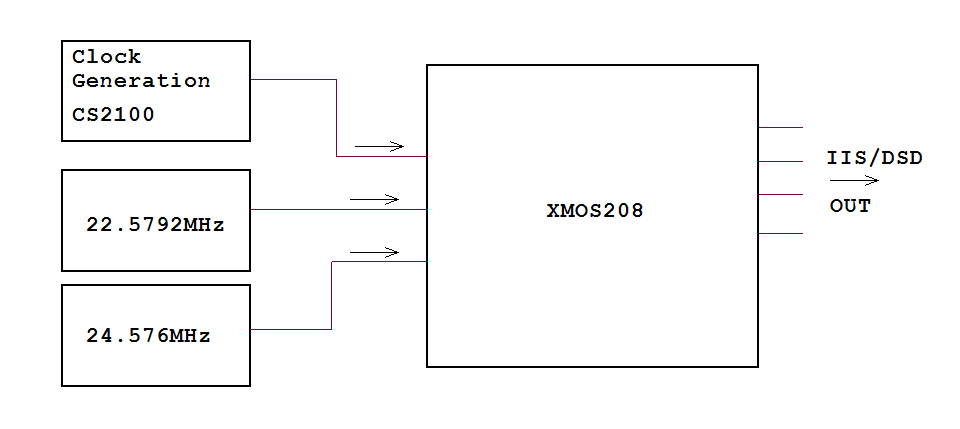 Clock
Generation
CS2100
22.5792MHz
24.576MHz
XMOS208
IIS/DSD
OUT